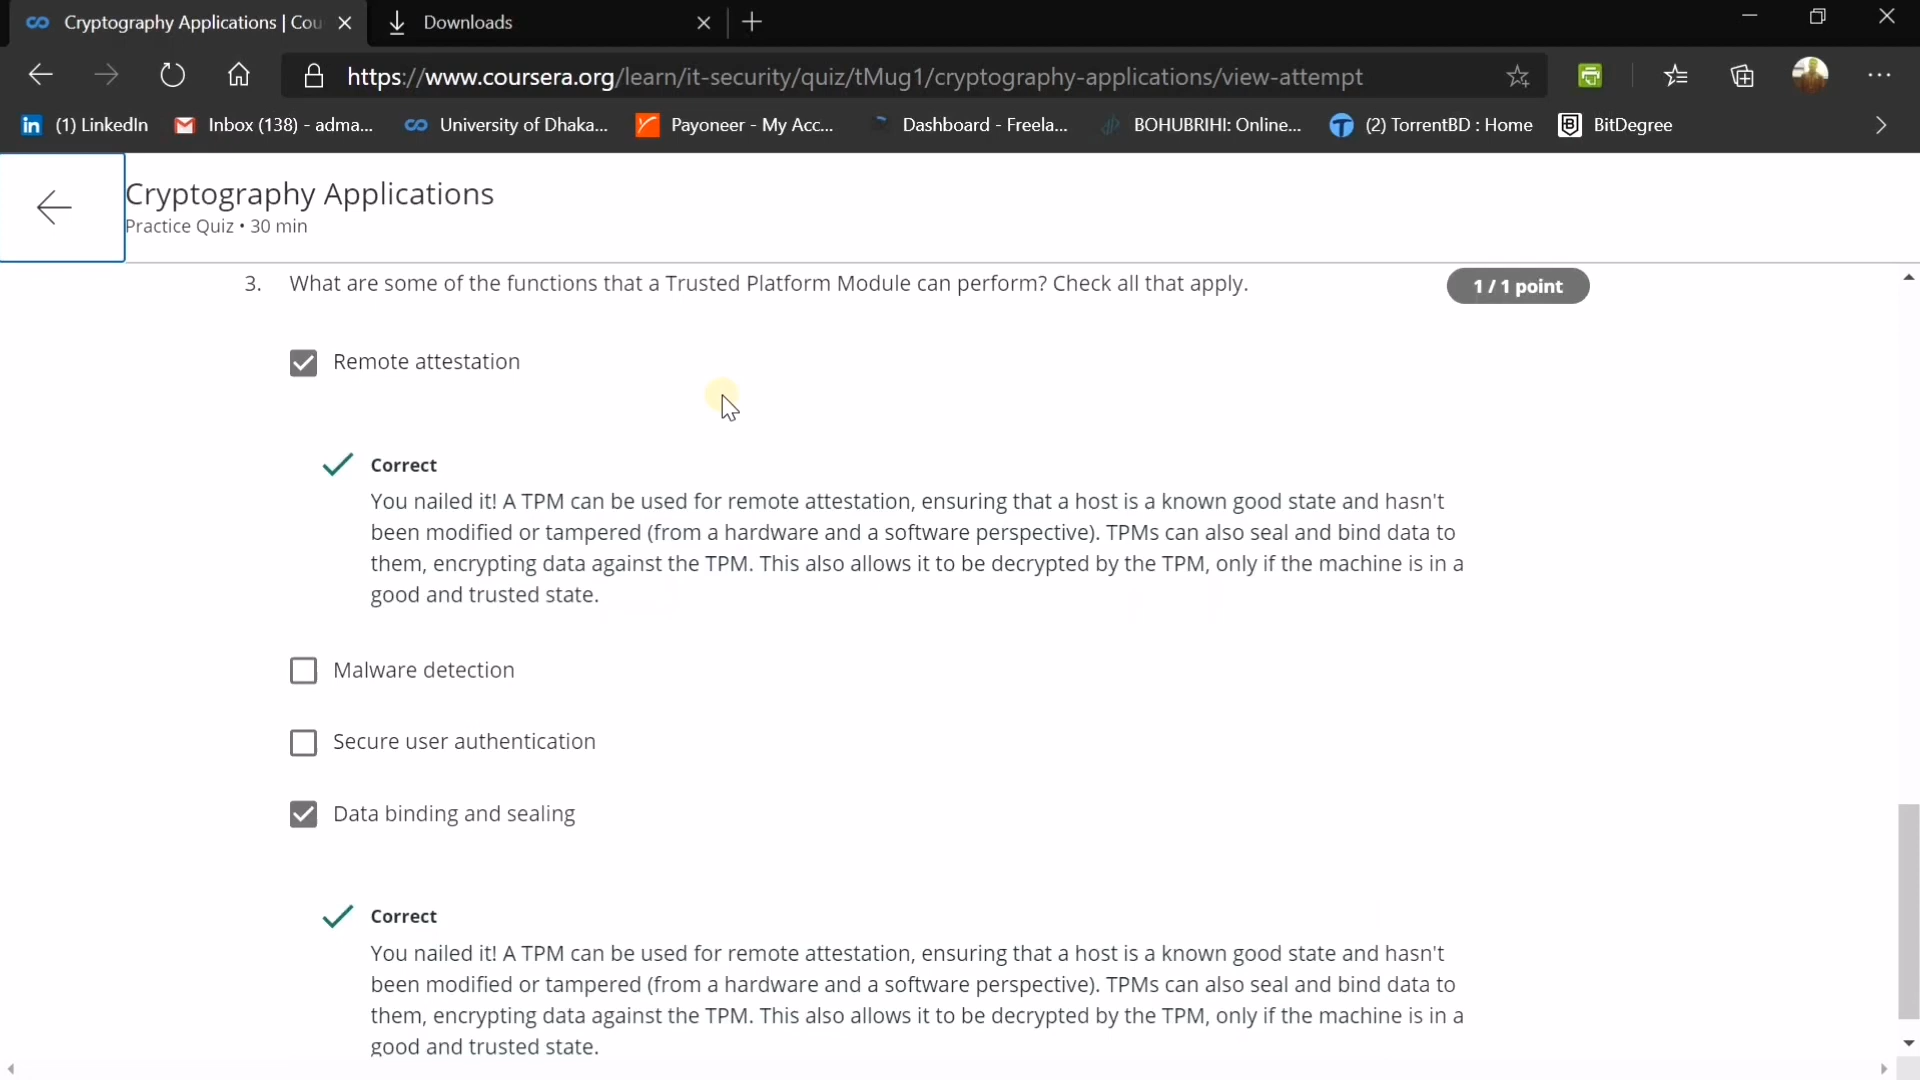 Cryptography Applications | Cou
Downloads
https://www.coursera.org/learn/it-security/quiz/tMug1/cryptography-applications/view-attempt
in (1) LinkedIn
Inbox (138) - adma...
University of Dhaka...
Payoneer - My Acc...
Dashboard - Freela...
BOHUBRIHI: Online...
(2) TorrentBD : Home
BitDegree
Cryptography Applications
Practice Quiz • 30 min
3. What are some of the functions that a Trusted Platform Module can perform? Check all that apply.
1 / 1 point
Remote attestation
Correct
You nailed it! A TPM can be used for remote attestation, ensuring that a host is a known good state and hasn't
been modified or tampered (from a hardware and a software perspective). TPMs can also seal and bind data to
them, encrypting data against the TPM. This also allows it to be decrypted by the TPM, only if the machine is in a
good and trusted state.
Malware detection
Secure user authentication
Data binding and sealing
Correct
You nailed it! A TPM can be used for remote attestation, ensuring that a host is a known good state and hasn't
been modified or tampered (from a hardware and a software perspective). TPMs can also seal and bind data to
them, encrypting data against the TPM. This also allows it to be decrypted by the TPM, only if the machine is in a
good and trusted state.